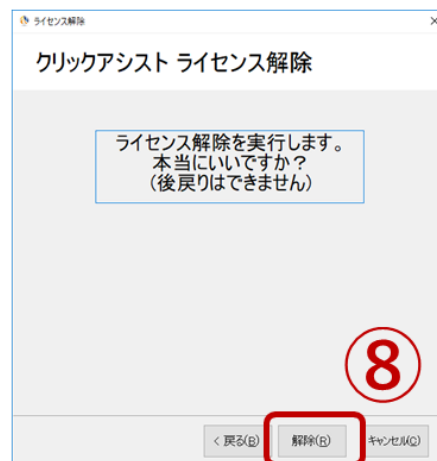 ライセンス解除
クリックアシスト ライセンス解除
ライセンス解除を実行します。
本当にいいですか？
(後戻りはできません)
⑧
< 戻る(B)
解除(R)
キャンセル(C)